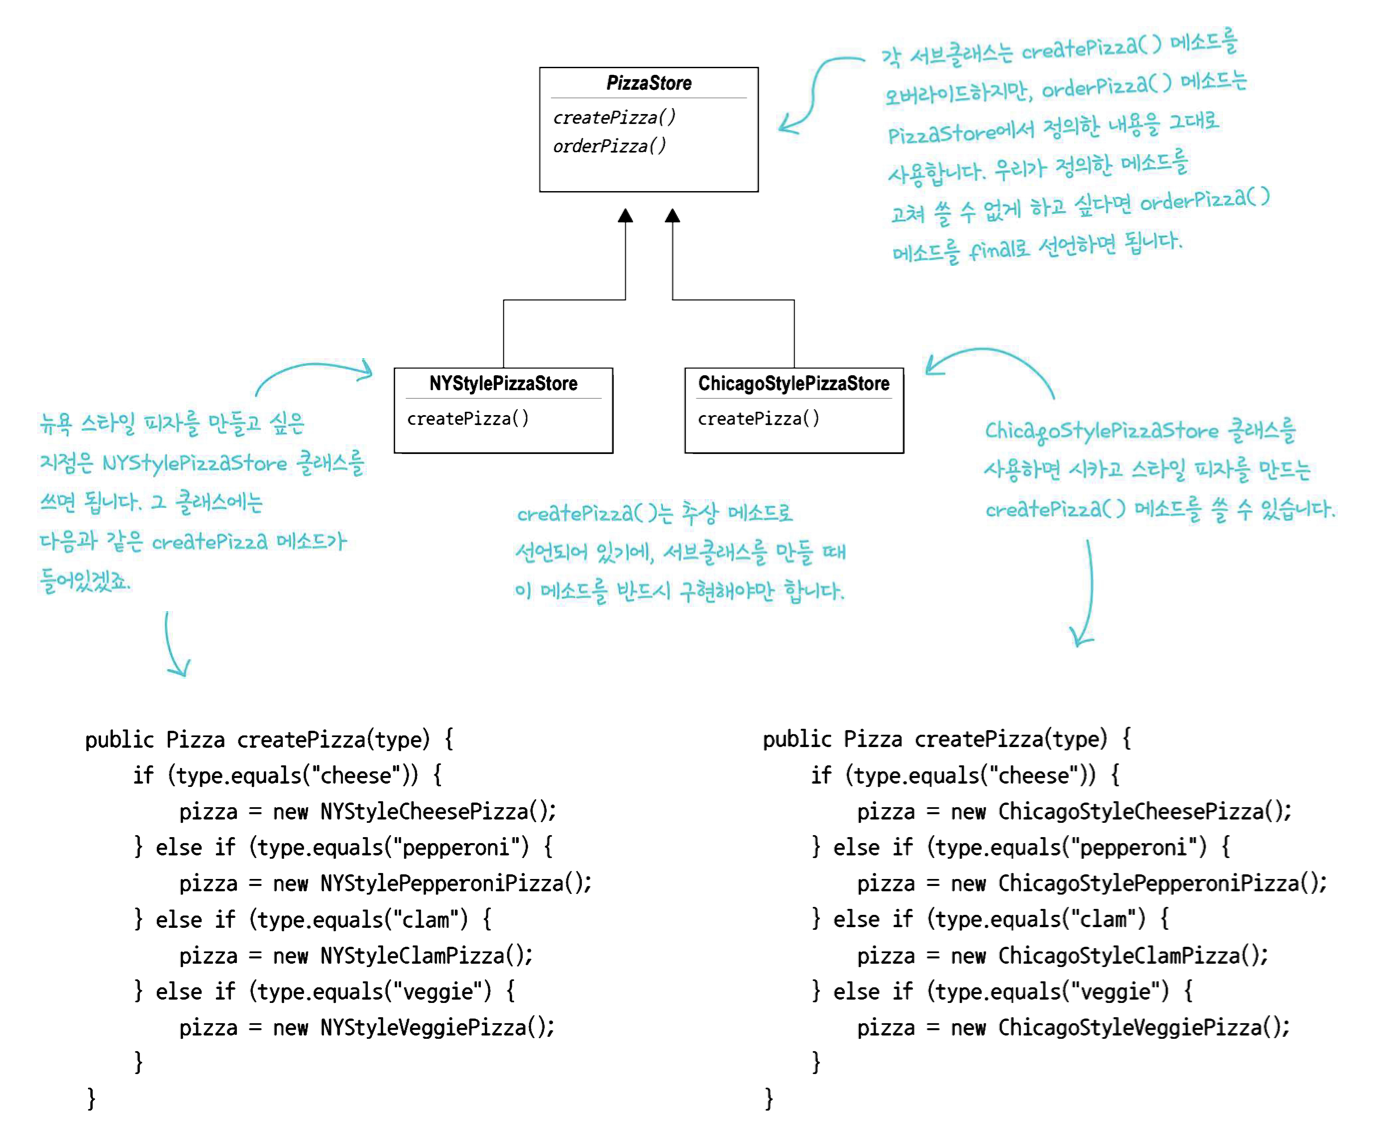 PizzaStore
createPizza()
orderPizza()
각 서브클래스는 createPizza() 메소드를
오버라이드하지만, orderPizza() 메소드는
PizzaStore에서 정의한 내용을 그대로
사용합니다. 우리가 정의한 메소드를
고쳐 쓸 수 없게 하고 싶다면 orderPizza()
메소드를 final로 선언하면 됩니다.
NYStylePizzaStore
createPizza()
ChicagoStylePizzaStore
createPizza()
뉴욕 스타일 피자를 만들고 싶은
지점은 NYStylePizzaStore 클래스를
쓰면 됩니다. 그 클래스에는
다음과 같은 createPizza 메소드가
들어있겠죠.
createPizza()는 추상 메소드로
선언되어 있기에, 서브클래스를 만들 때
이 메소드를 반드시 구현해야만 합니다.
ChicagoStylePizzaStore 클래스를
사용하면 시카고 스타일 피자를 만드는
createPizza() 메소드를 쓸 수 있습니다.
public Pizza createPizza(type) {
if (type.equals("cheese")) {
pizza = new NYStyleCheesePizza();
} else if (type.equals("pepperoni") {
pizza = new NYStylePepperoniPizza();
} else if (type.equals("clam") {
pizza = new NYStyleClamPizza();
} else if (type.equals("veggie") {
pizza = new NYStyleVeggiePizza();
}
}
public Pizza createPizza(type) {
if (type.equals("cheese")) {
pizza = new ChicagoStyleCheesePizza();
} else if (type.equals("pepperoni") {
pizza = new ChicagoStylePepperoniPizza();
} else if (type.equals("clam") {
pizza = new ChicagoStyleClamPizza();
} else if (type.equals("veggie") {
pizza = new ChicagoStyleVeggiePizza();
}
}